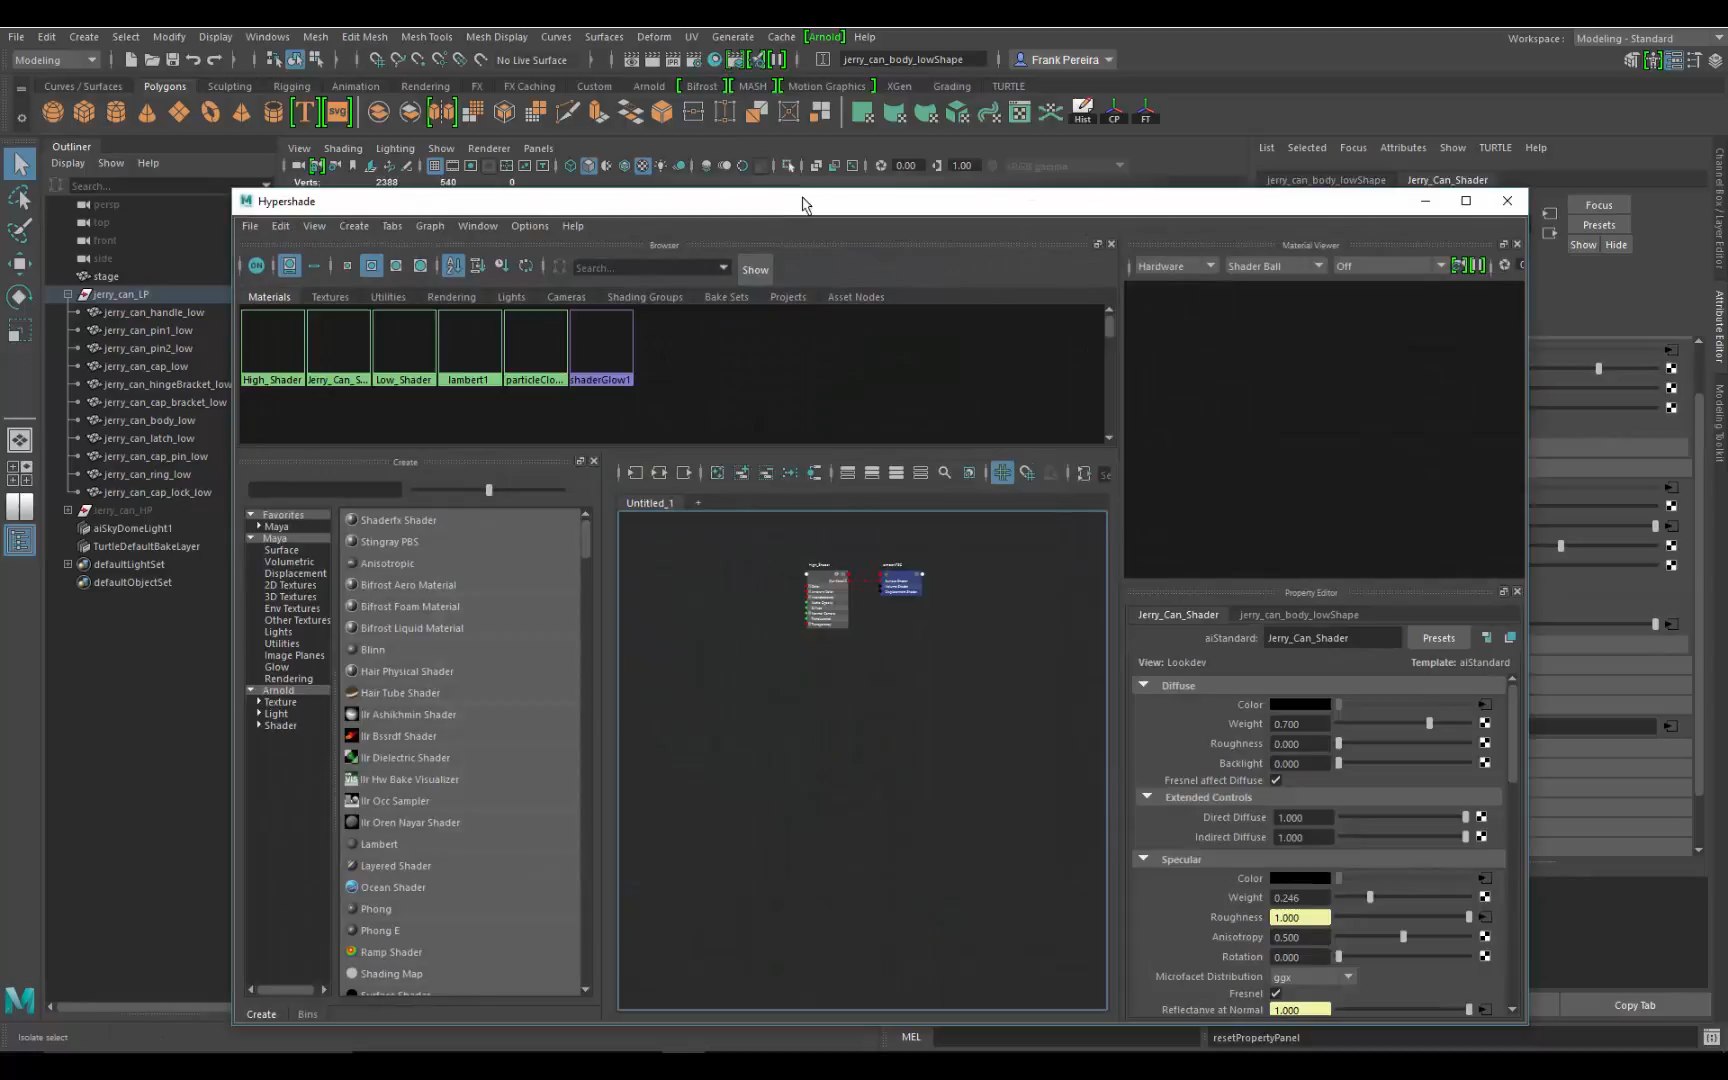 File Edit Create Select Modify Display Windows Mesh Edit Mesh Mesh Tools Mesh Display Curves Surfaces Deform UV Generate Cache [Arnold] Help
Workspace : Modeling - Standard
Modeling
No Live Surface
jerry_can_body_lowShape
Frank Pereira
Curves / Surfaces Polygons Sculpting Rigging Animation Rendering FX FX Caching Custom Arnold Bifrost MASH Motion Graphics XGen Grading TURTLE
Hist CP FT
Outliner
Display Show Help
Search...
persp
top
front
side
stage
jerry_can_LP
jerry_can_handle_low
jerry_can_pin1_low
jerry_can_pin2_low
jerry_can_cap_low
jerry_can_hingeBracket_low
jerry_can_cap_bracket_low
jerry_can_body_low
jerry_can_latch_low
jerry_can_cap_pin_low
jerry_can_ring_low
jerry_can_cap_lock_low
jerry_can_HP
aiSkyDomeLight1
TurtleDefaultBakeLayer
defaultLightSet
defaultObjectSet
View Shading Lighting Show Renderer Panels
0.00 1.00 sRGB gamma
Verts: 2388 540 0
List Selected Focus Attributes Show TURTLE Help
jerry_can_body_lowShape Jerry_Can_Shader
Focus
Presets
Show Hide
Channel Box / Layer Editor
Attribute Editor
Modeling Toolkit
Hypershade
File Edit View Create Tabs Graph Window Options Help
Browser
ON
Search...
Show
Materials Textures Utilities Rendering Lights Cameras Shading Groups Bake Sets Projects Asset Nodes
High_Shader Jerry_Can_S... Low_Shader lambert1 particleClo... shaderGlow1
Material Viewer
Hardware Shader Ball Off
Create
Favorites
Maya
Maya
Surface
Volumetric
Displacement
2D Textures
3D Textures
Env Textures
Other Textures
Lights
Utilities
Image Planes
Glow
Rendering
Arnold
Texture
Light
Shader
Shaderfx Shader
Stingray PBS
Anisotropic
Bifrost Aero Material
Bifrost Foam Material
Bifrost Liquid Material
Blinn
Hair Physical Shader
Hair Tube Shader
Ilr Ashikhmin Shader
Ilr Bssrdf Shader
Ilr Dielectric Shader
Ilr Hw Bake Visualizer
Ilr Occ Sampler
Ilr Oren Nayar Shader
Lambert
Layered Shader
Ocean Shader
Phong
Phong E
Ramp Shader
Shading Map
Create Bins
Untitled_1 +
High_Shader
Property Editor
Jerry_Can_Shader jerry_can_body_lowShape
aiStandard: Jerry_Can_Shader Presets
View: Lookdev Template: aiStandard
Diffuse
Color
Weight 0.700
Roughness 0.000
Backlight 0.000
Fresnel affect Diffuse
Extended Controls
Direct Diffuse 1.000
Indirect Diffuse 1.000
Specular
Color
Weight 0.246
Roughness 1.000
Anisotropy 0.500
Rotation 0.000
Microfacet Distribution ggx
Fresnel
Reflectance at Normal 1.000
Copy Tab
Isolate select
MEL
resetPropertyPanel